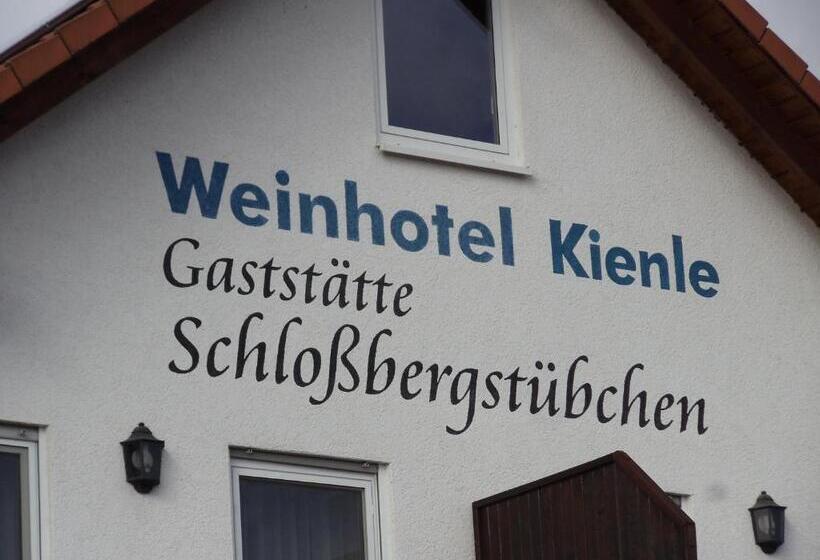 Weinhotel Kienle
Gaststätte
Schloßbergstübchen